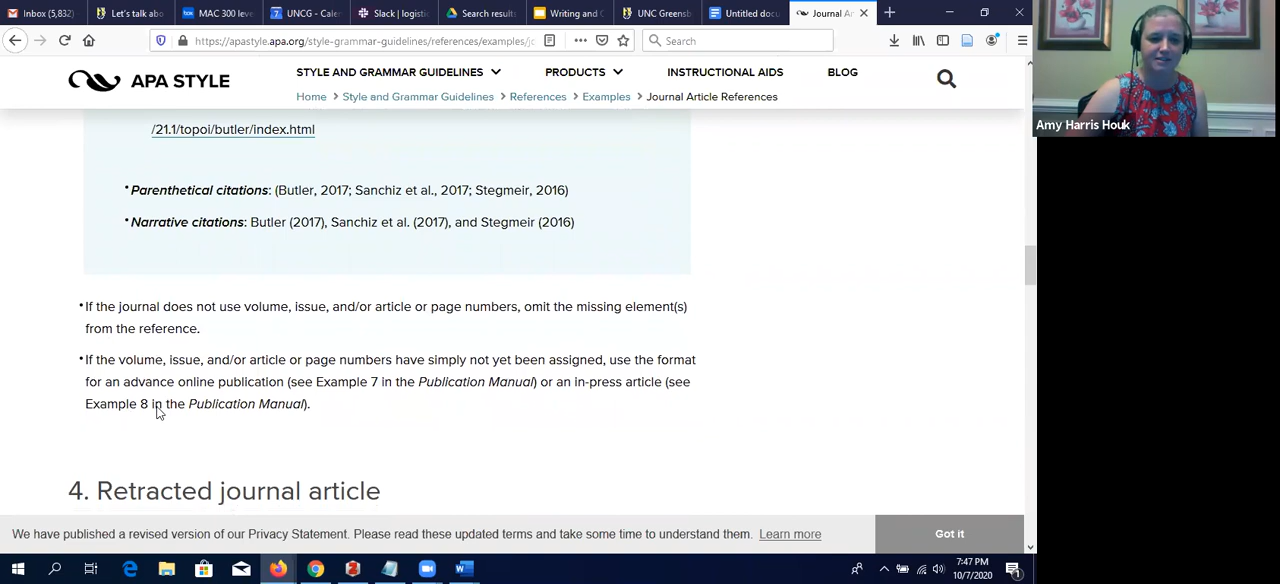 Inbox (5,832)
Let's talk abo
MAC 300 leve
UNCG - Caler
Slack | logisti
Search results
Writing and C
UNC Greensb
Untitled docu
Journal Ar
https://apastyle.apa.org/style-grammar-guidelines/references/examples/jo
Search
APA STYLE
STYLE AND GRAMMAR GUIDELINES
PRODUCTS
INSTRUCTIONAL AIDS
BLOG
Home > Style and Grammar Guidelines > References > Examples > Journal Article References
/21.1/topoi/butler/index.html
• Parenthetical citations: (Butler, 2017; Sanchiz et al., 2017; Stegmeir, 2016)
• Narrative citations: Butler (2017), Sanchiz et al. (2017), and Stegmeir (2016)
• If the journal does not use volume, issue, and/or article or page numbers, omit the missing element(s)
from the reference.
• If the volume, issue, and/or article or page numbers have simply not yet been assigned, use the format
for an advance online publication (see Example 7 in the Publication Manual) or an in-press article (see
Example 8 in the Publication Manual).
4. Retracted journal article
We have published a revised version of our Privacy Statement. Please read these updated terms and take some time to understand them. Learn more
Got it
7:47 PM
10/7/2020
Amy Harris Houk